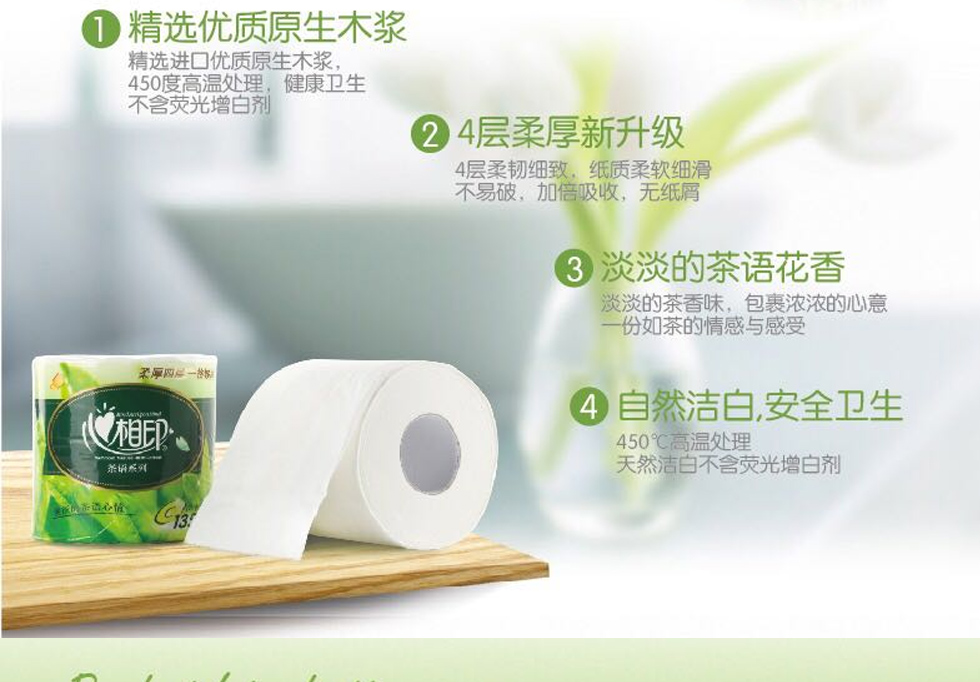 1 精选优质原生木浆
精选进口优质原生木浆，
450度高温处理，健康卫生
不含荧光增白剂
2 4层柔厚新升级
4层柔韧细致，纸质柔软细滑
不易破，加倍吸收，无纸屑
3 淡淡的茶语花香
淡淡的茶香味，包裹浓浓的心意
一份如茶的情感与感受
4 自然洁白,安全卫生
450℃高温处理
天然洁白不含荧光增白剂
柔厚四层
心相印
茶语系列